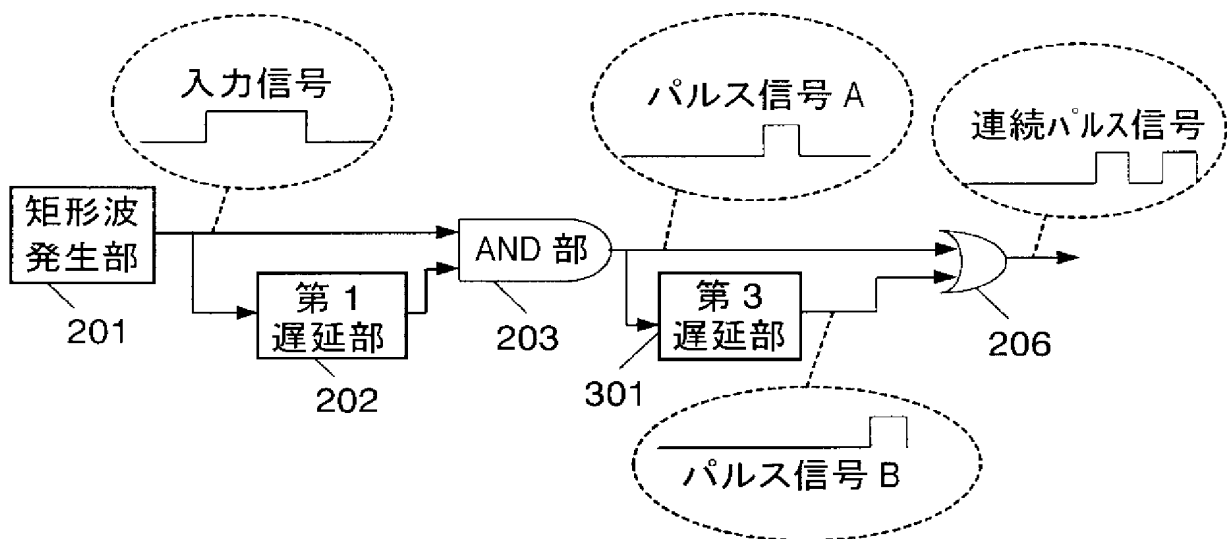 入力信号
パルス信号 A
連続パルス信号
矩形波
発生部
201
第 1
遅延部
202
AND 部
203
第 3
遅延部
301
206
パルス信号 B